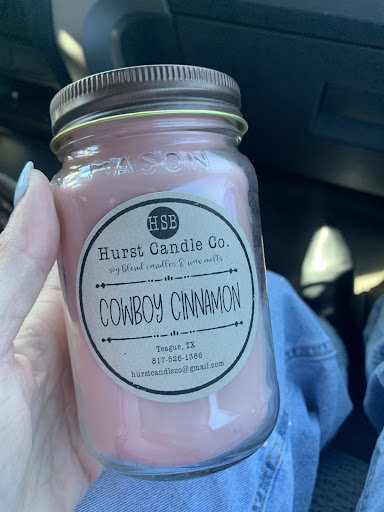 MASON
HSB
Hurst Candle Co.
soy blend candles & wax melts
COWBOY CINNAMON
Teague, TX
817-526-1386
hurstcandleco@gmail.com